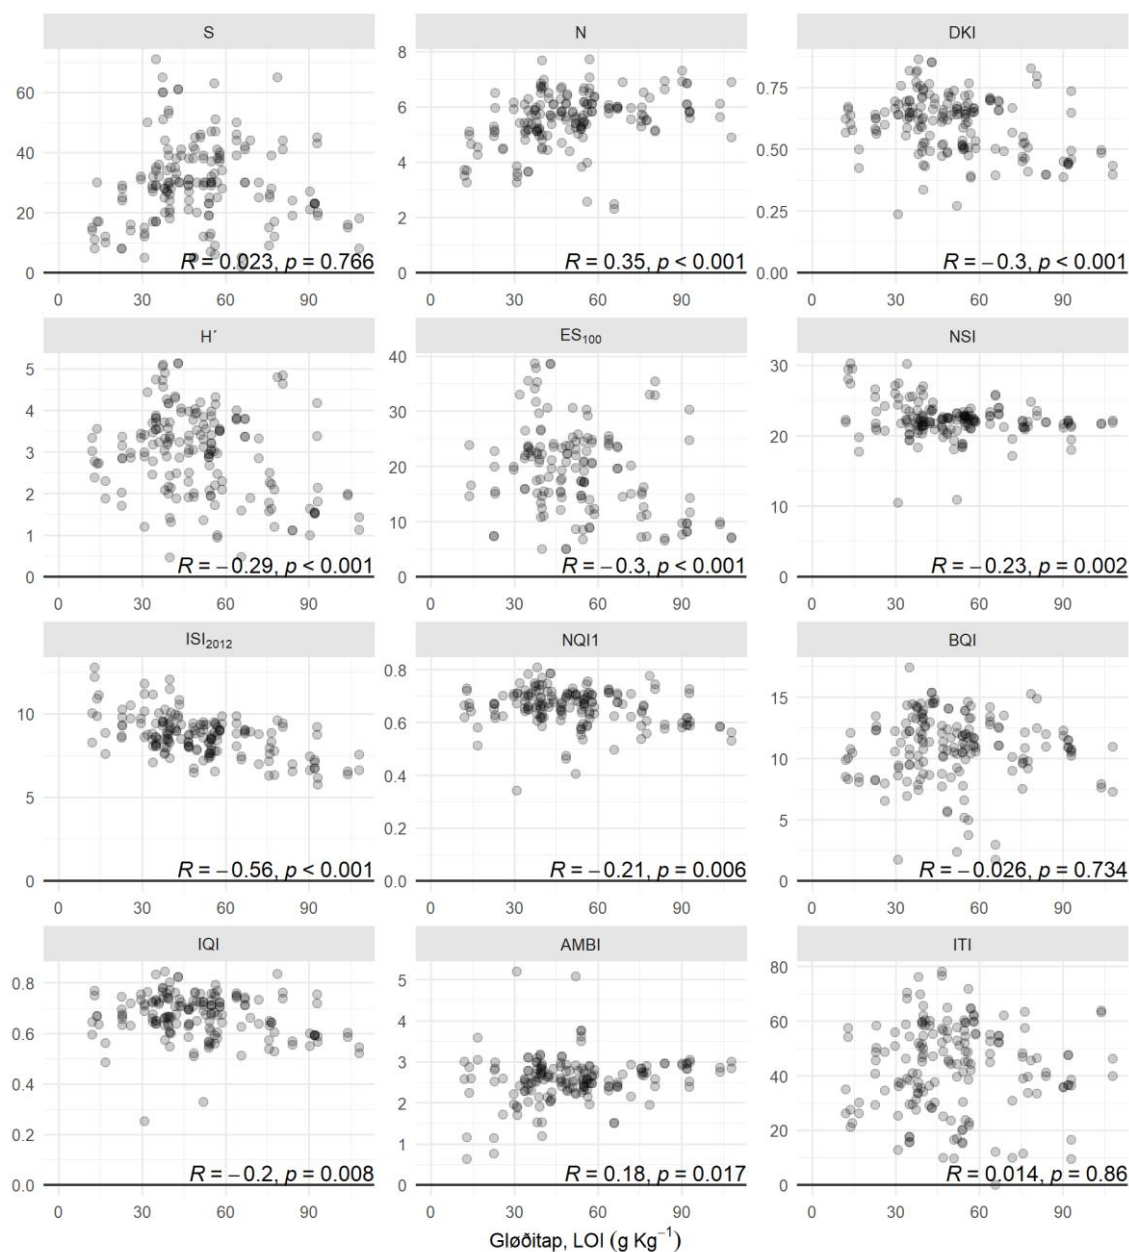 S N DKI
60 8 0.75
40 6 0.50
20 4 0.25
0 2 0.00
0
R = 0.023, p = 0.766 R = 0.35, p < 0.001 R = −0.3, p < 0.001
0 30 60 90 0 30 60 90 0 30 60 90
H´ ES100 NSI
5 40 30
4 30 20
3 20 10
2 10 0
1 0
0
R = −0.29, p < 0.001 R = −0.3, p < 0.001 R = −0.23, p = 0.002
0 30 60 90 0 30 60 90 0 30 60 90
ISI2012 NQI1 BQI
10 0.8 15
5 0.6 10
0 0.4 5
0.2 0
0.0
R = −0.56, p < 0.001 R = −0.21, p = 0.006 R = −0.026, p = 0.734
0 30 60 90 0 30 60 90 0 30 60 90
IQI AMBI ITI
0.8 5 80
0.6 4 60
0.4 3 40
0.2 2 20
0.0 1 0
0
R = −0.2, p = 0.008 R = 0.18, p = 0.017 R = 0.014, p = 0.86
0 30 60 90 0 30 60 90 0 30 60 90
Gløðitap, LOI (g Kg−1)